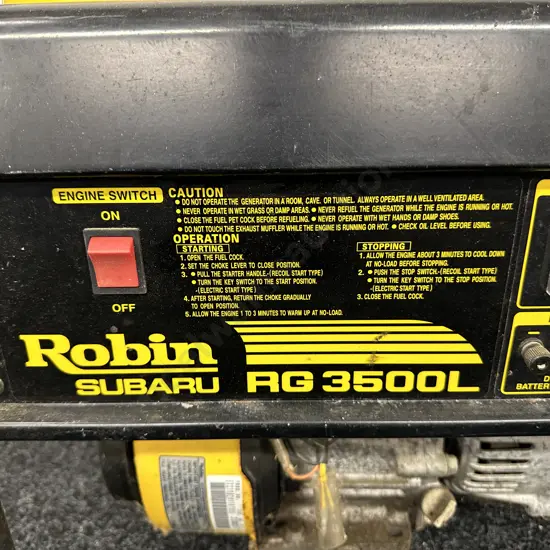 ENGINE SWITCH
ON
OFF
CAUTION
● DO NOT OPERATE THE GENERATOR IN A ROOM, CAVE, OR TUNNEL. ALWAYS OPERATE IN A WELL VENTILATED AREA.
● NEVER OPERATE IN WET GRASS OR DAMP AREAS. ● NEVER REFUEL THE GENERATOR WHILE THE ENGINE IS RUNNING OR HOT.
● CLOSE THE FUEL PET COCK BEFORE REFUELING. ● NEVER OPERATE WITH WET HANDS OR DAMP SHOES.
● DO NOT TOUCH THE EXHAUST MUFFLER WHILE THE ENGINE IS RUNNING OR HOT. ● CHECK OIL LEVEL BEFORE USING.
OPERATION
STARTING
1. OPEN THE FUEL COCK.
2. SET THE CHOKE LEVER TO CLOSE POSITION.
3. ● PULL THE STARTER HANDLE-(RECOIL START TYPE)
● TURN THE KEY SWITCH TO THE START POSITION.
-(ELECTRIC START TYPE)
4. AFTER STARTING, RETURN THE CHOKE GRADUALLY
TO OPEN POSITION.
5. ALLOW THE ENGINE 1 TO 3 MINUTES TO WARM UP AT NO-LOAD.
STOPPING
1. ALLOW THE ENGINE ABOUT 3 MINUTES TO COOL DOWN
AT NO-LOAD BEFORE STOPPING.
2. ● PUSH THE STOP SWITCH-(RECOIL START TYPE)
● TURN THE KEY SWITCH TO THE STOP POSITION.
-(ELECTRIC START TYPE)
3. CLOSE THE FUEL COCK.
Robin
SUBARU RG 3500L
BATTER